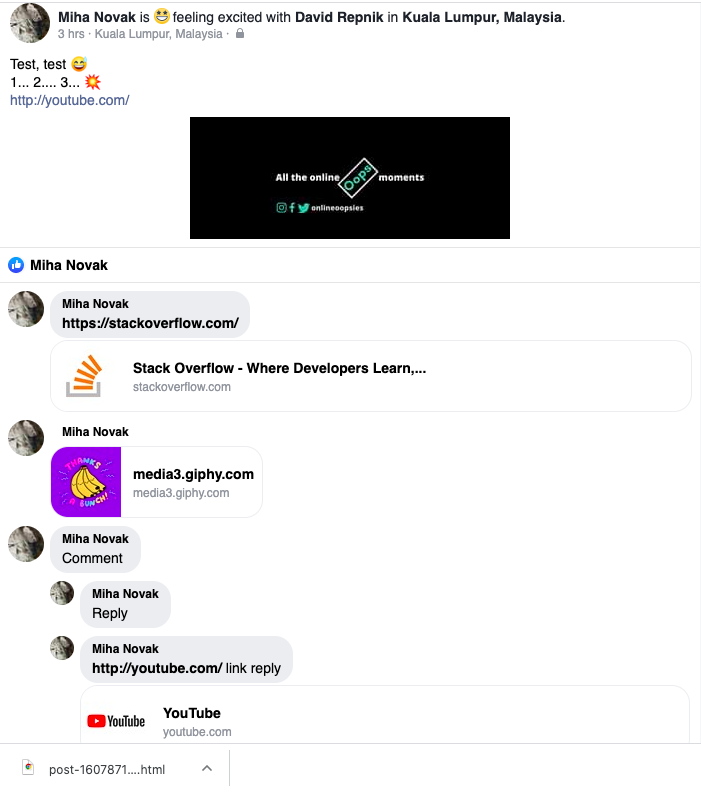 Miha Novak is 😆 feeling excited with David Repnik in Kuala Lumpur, Malaysia.
3 hrs · Kuala Lumpur, Malaysia ·
Test, test 😅
1... 2.... 3... 💥
http://youtube.com/
All the online Oops moments
onlineoopsies
Miha Novak
Miha Novak
https://stackoverflow.com/
Stack Overflow - Where Developers Learn,...
stackoverflow.com
Miha Novak
THANKS
A BUNCH!
media3.giphy.com
media3.giphy.com
Miha Novak
Comment
Miha Novak
Reply
Miha Novak
http://youtube.com/ link reply
YouTube
YouTube
youtube.com
post-1607871....html